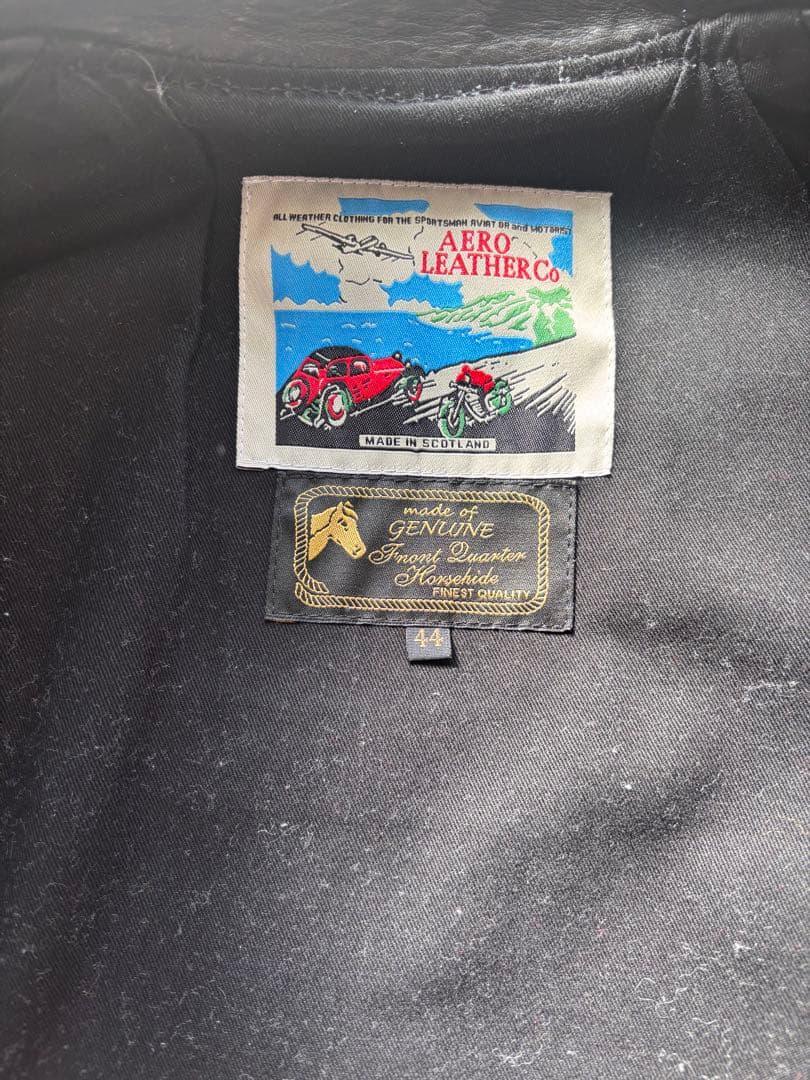 ALL WEATHER CLOTHING FOR THE SPORTSMAN AVIATOR and MOTORIST
AERO
LEATHER Co
MADE IN SCOTLAND
made of
GENUINE
Front Quarter
Horsehide
FINEST QUALITY
44